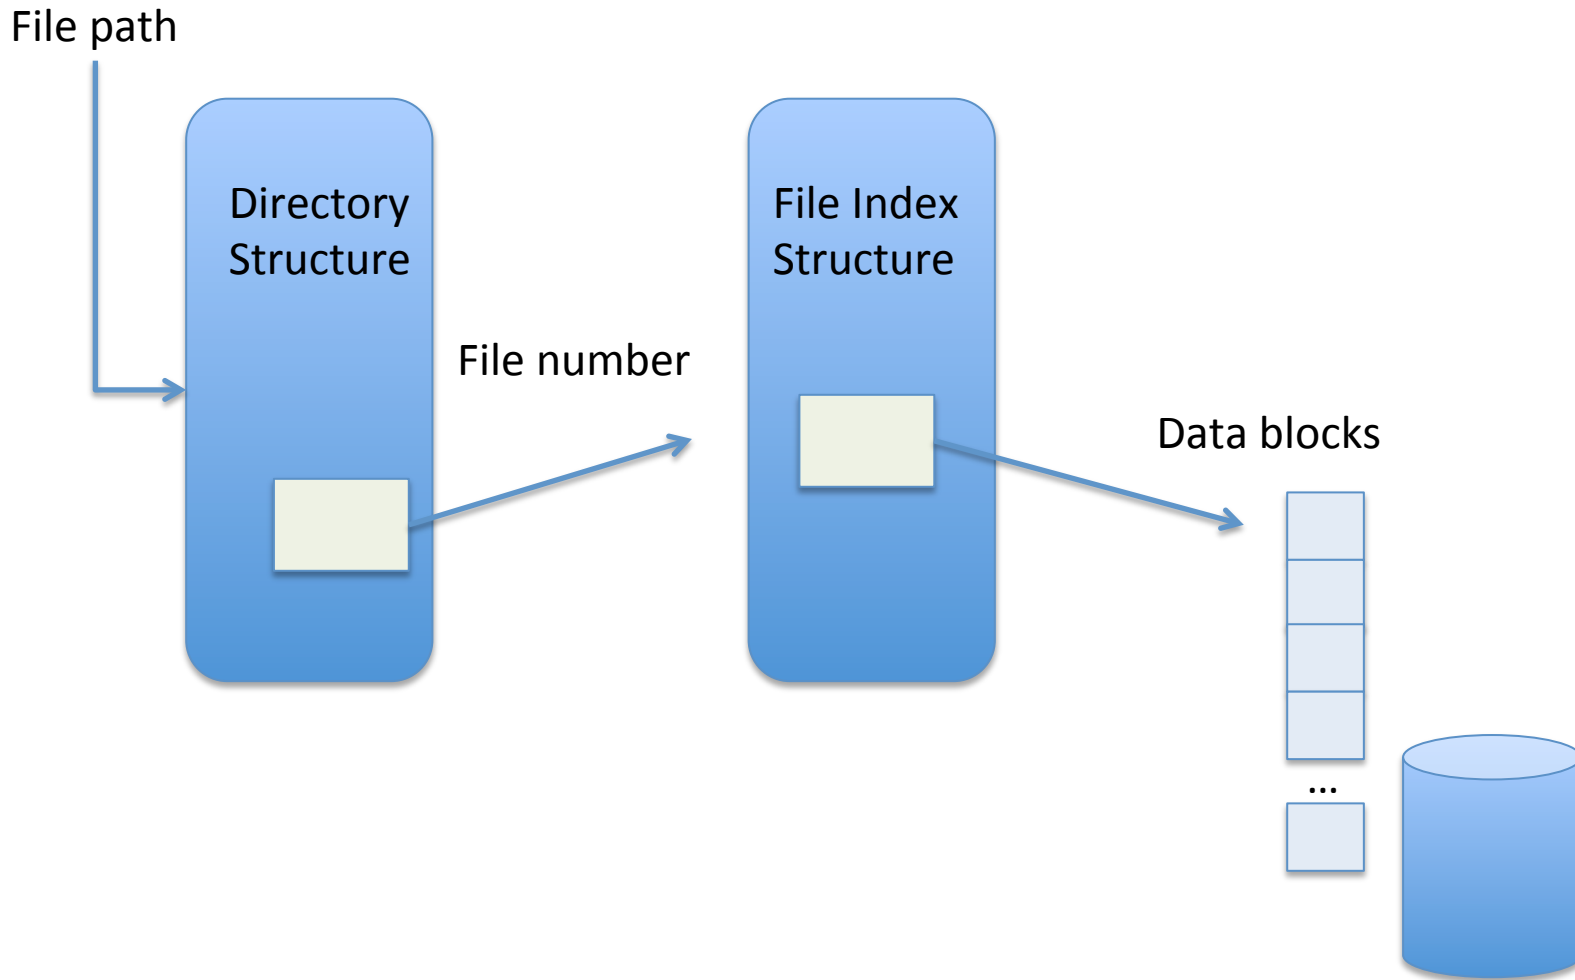 File path
Directory
Structure
File Index
Structure
File number
Data blocks
...